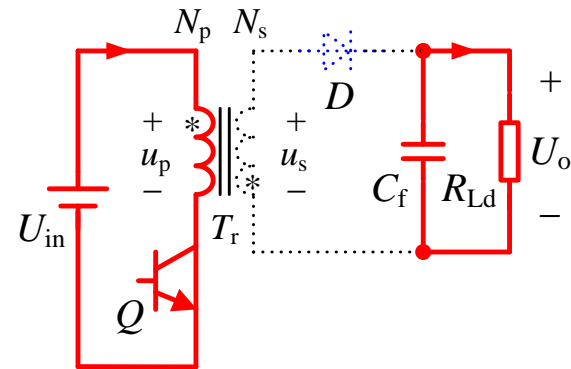 Np Ns
D
+ * up −
+ us * −
Cf RLd
+ Uo −
Uin
Tr
Q